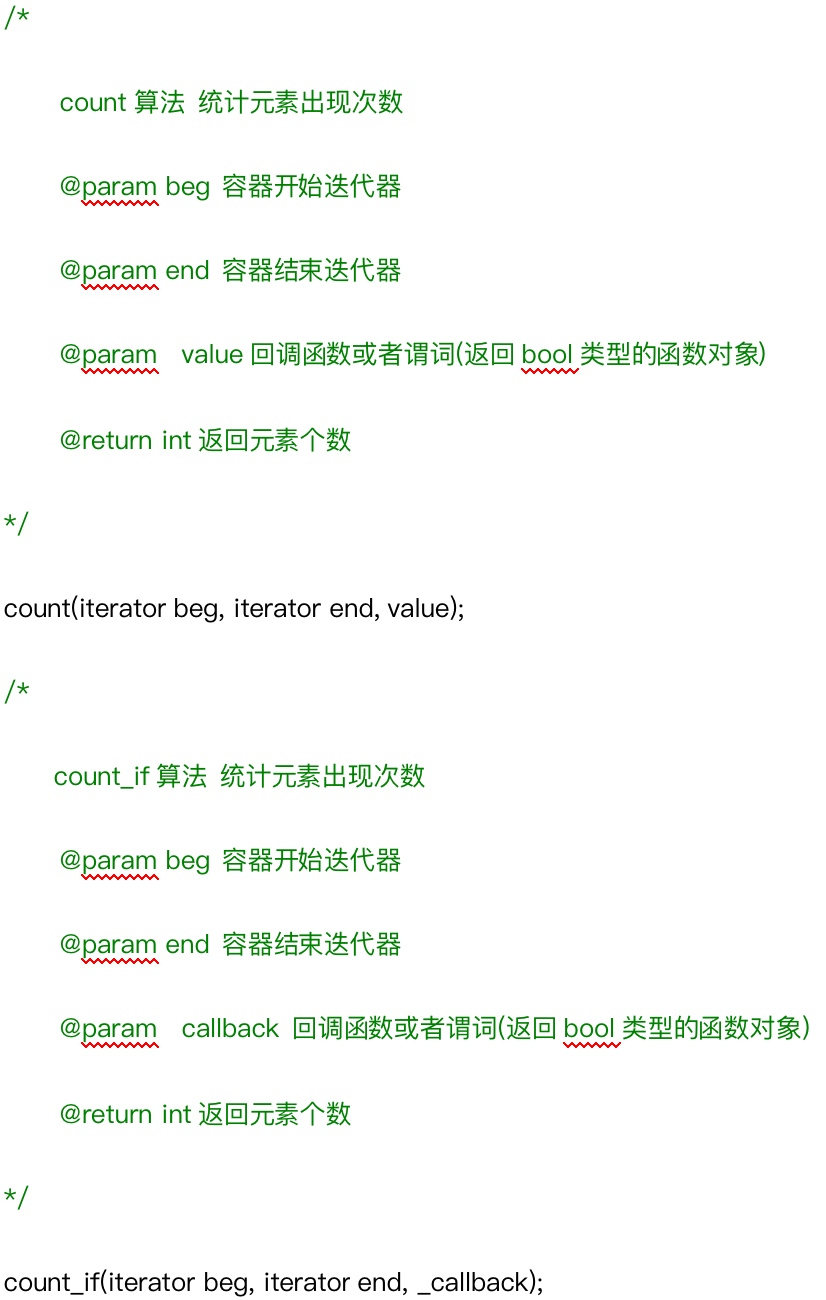 /*
count 算法 统计元素出现次数
@param beg 容器开始迭代器
@param end 容器结束迭代器
@param value 回调函数或者谓词(返回 bool 类型的函数对象)
@return int 返回元素个数
*/
count(iterator beg, iterator end, value);
/*
count_if 算法 统计元素出现次数
@param beg 容器开始迭代器
@param end 容器结束迭代器
@param callback 回调函数或者谓词(返回 bool 类型的函数对象)
@return int 返回元素个数
*/
count_if(iterator beg, iterator end, _callback);